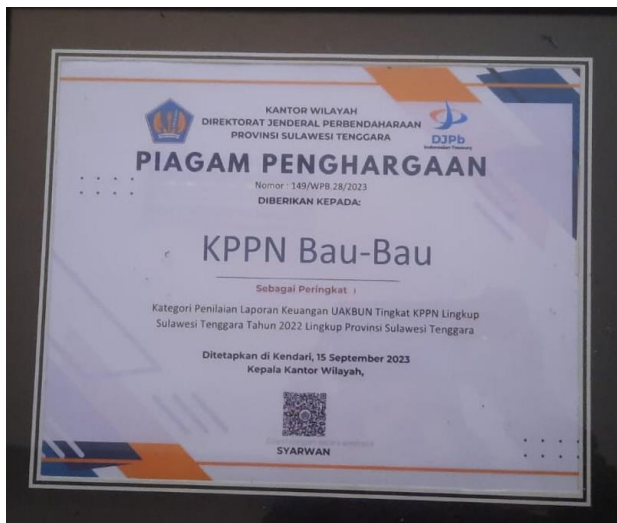 KANTOR WILAYAH
DIREKTORAT JENDERAL PERBENDAHARAAN
PROVINSI SULAWESI TENGGARA
DJPb
Indonesian Treasury
PIAGAM PENGHARGAAN
Nomor : 149/WPB.28/2023
DIBERIKAN KEPADA:
KPPN Bau-Bau
Sebagai Peringkat I
Kategori Penilaian Laporan Keuangan UAKBUN Tingkat KPPN Lingkup
Sulawesi Tenggara Tahun 2022 Lingkup Provinsi Sulawesi Tenggara
Ditetapkan di Kendari, 15 September 2023
Kepala Kantor Wilayah,
SYARWAN